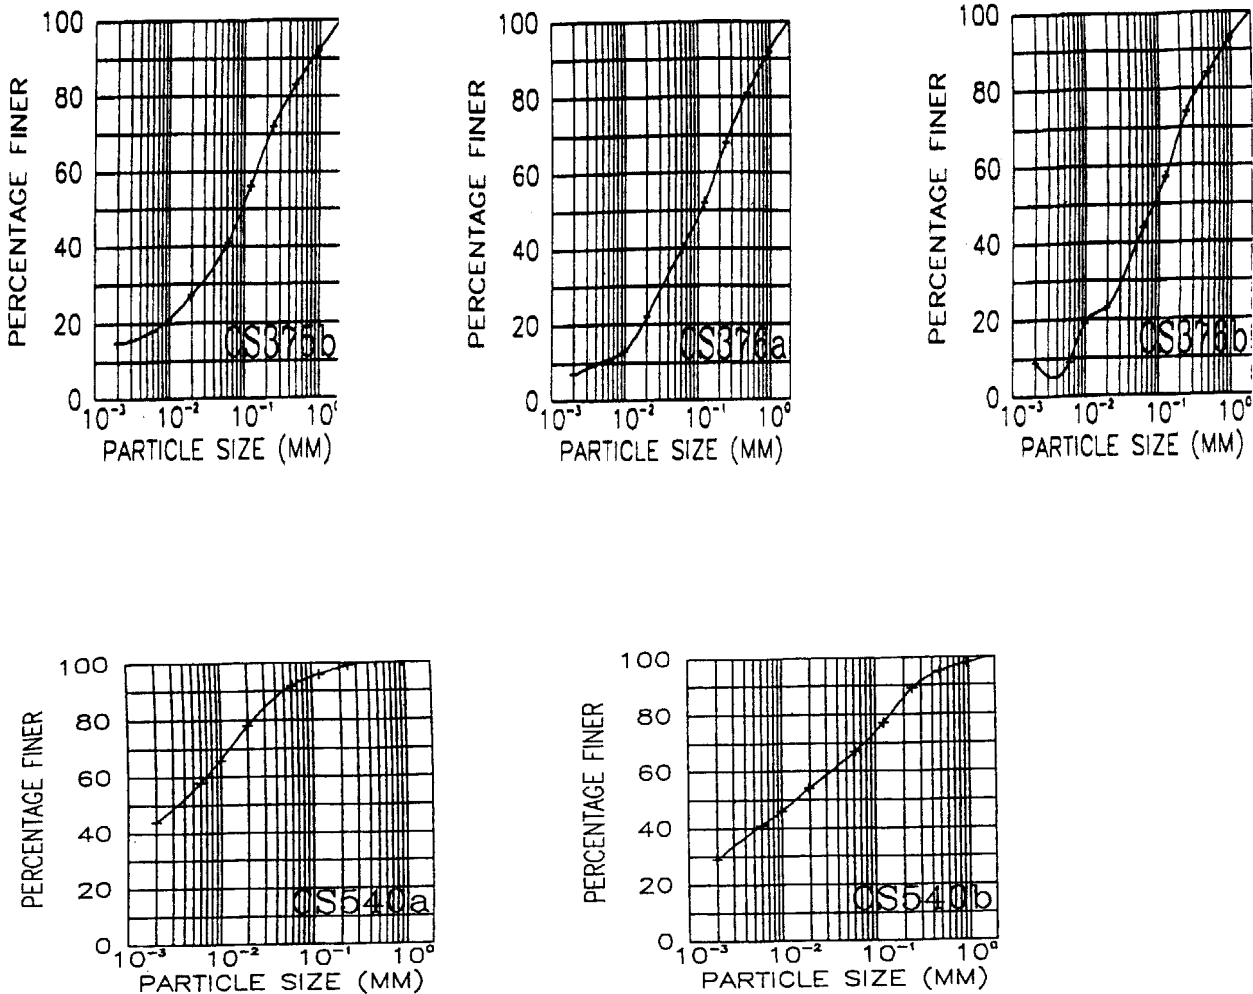 PERCENTAGE FINER
100
80
60
40
20
0
CS375b
10⁻³ 10⁻² 10⁻¹ 10⁰
PARTICLE SIZE (MM)
PERCENTAGE FINER
100
80
60
40
20
0
CS376a
10⁻³ 10⁻² 10⁻¹ 10⁰
PARTICLE SIZE (MM)
PERCENTAGE FINER
100
80
60
40
20
0
CS376b
10⁻³ 10⁻² 10⁻¹ 10⁰
PARTICLE SIZE (MM)
PERCENTAGE FINER
100
80
60
40
20
0
CS540a
10⁻³ 10⁻² 10⁻¹ 10⁰
PARTICLE SIZE (MM)
PERCENTAGE FINER
100
80
60
40
20
0
CS540b
10⁻³ 10⁻² 10⁻¹ 10⁰
PARTICLE SIZE (MM)